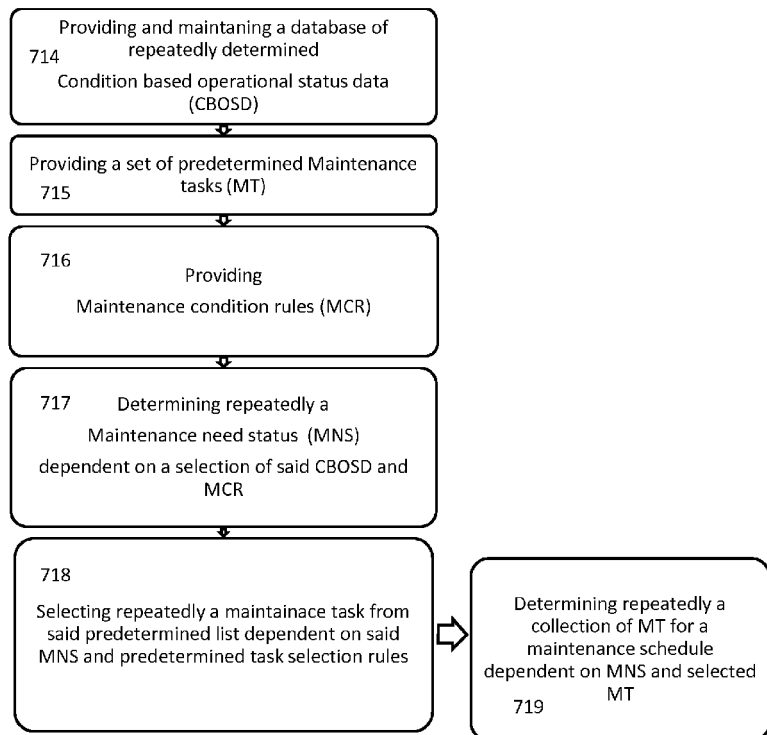 Providing and maintaning a database of
repeatedly determined
714
Condition based operational status data
(CBOSD)
Providing a set of predetermined Maintenance
tasks (MT)
715
716
Providing
Maintenance condition rules (MCR)
717
Determining repeatedly a
Maintenance need status (MNS)
dependent on a selection of said CBOSD and
MCR
718
Selecting repeatedly a maintainace task from
said predetermined list dependent on said
MNS and predetermined task selection rules
Determining repeatedly a
collection of MT for a
maintenance schedule
dependent on MNS and selected
MT
719